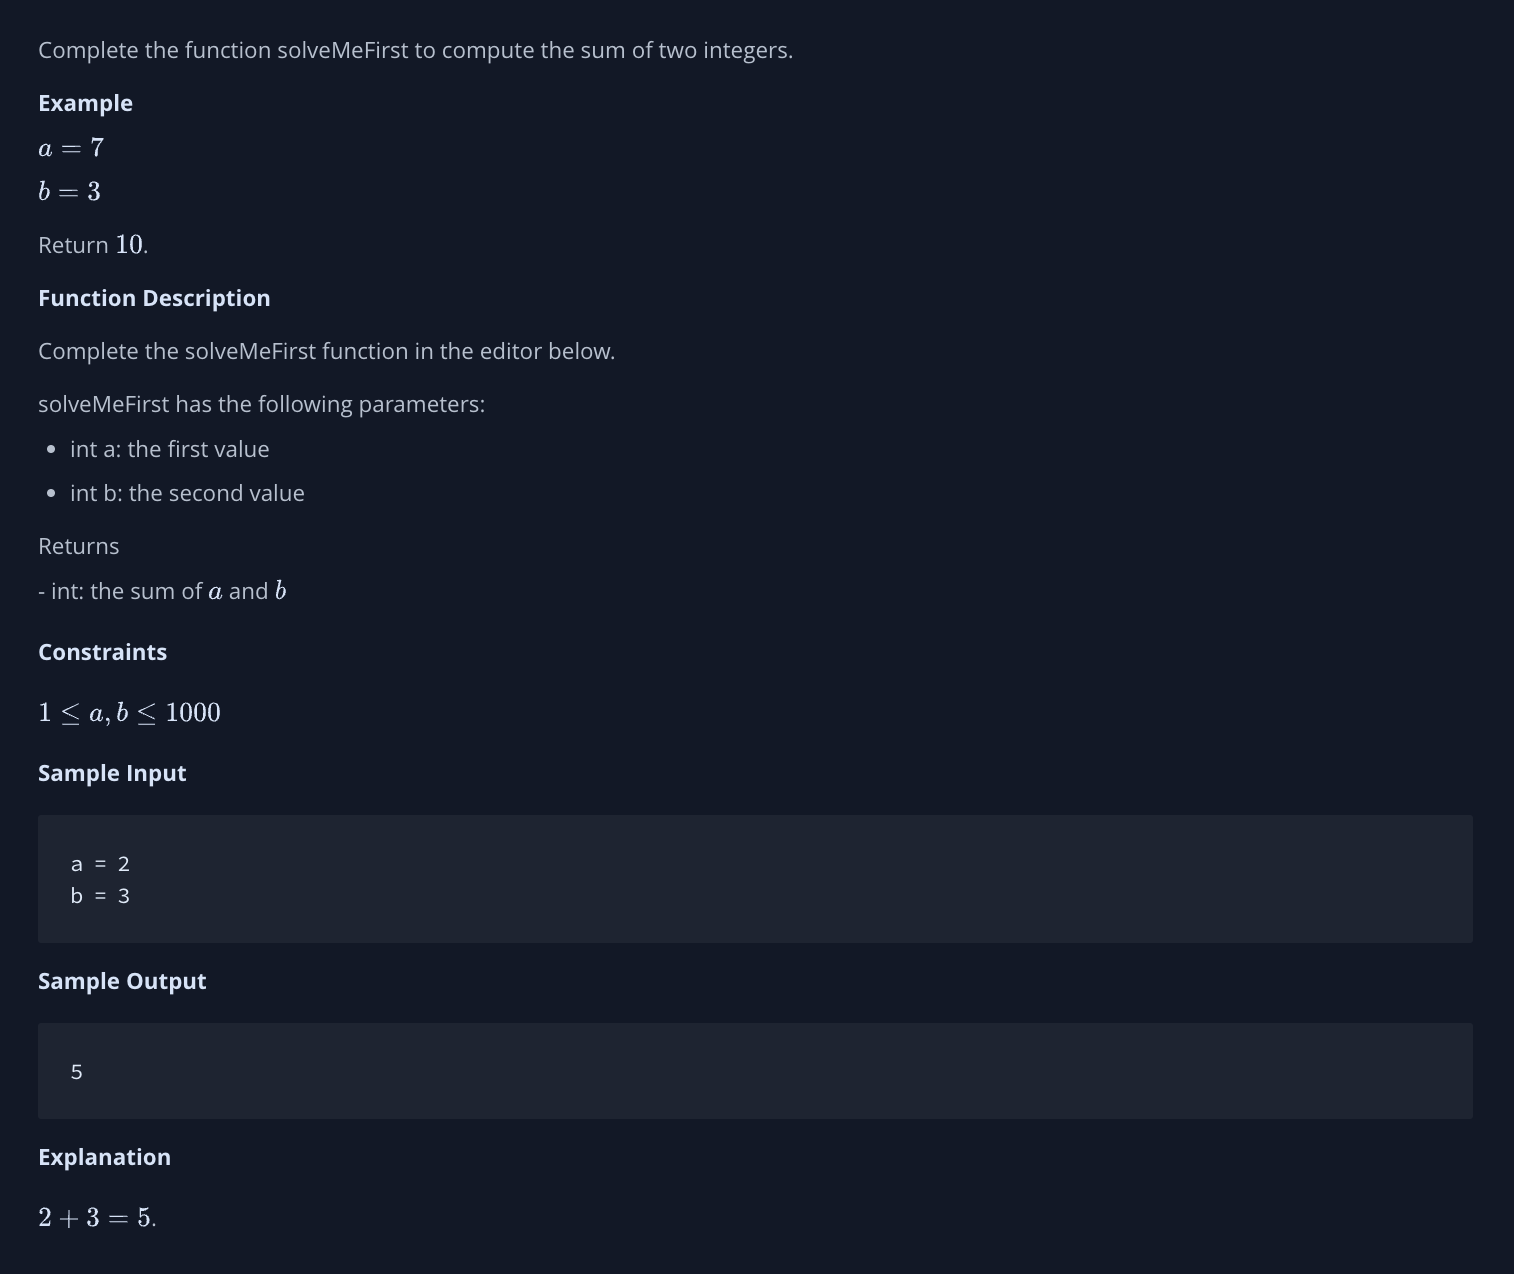 Complete the function solveMeFirst to compute the sum of two integers.
Example
a = 7
b = 3
Return 10.
Function Description
Complete the solveMeFirst function in the editor below.
solveMeFirst has the following parameters:
• int a: the first value
• int b: the second value
Returns
- int: the sum of a and b
Constraints
1 ≤ a, b ≤ 1000
Sample Input
a = 2
b = 3
Sample Output
5
Explanation
2 + 3 = 5.